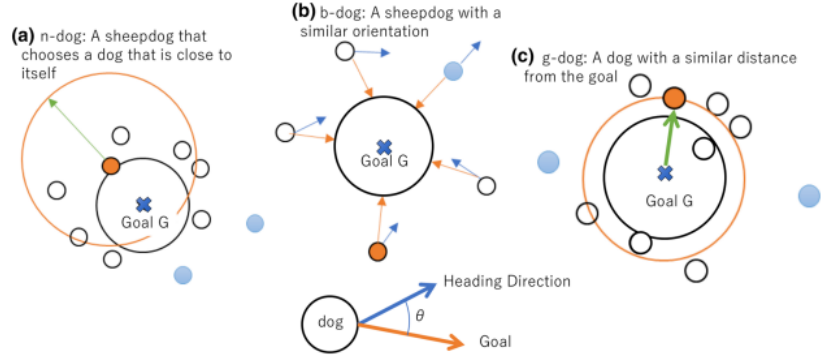 (a) n-dog: A sheepdog that
chooses a dog that is close to
itself
Goal G
(b) b-dog: A sheepdog with a
similar orientation
Goal G
(c) g-dog: A dog with a similar distance
from the goal
Goal G
dog
Heading Direction
θ
Goal